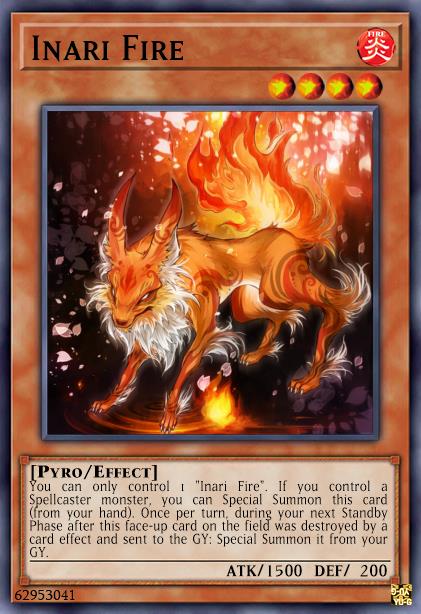 Inari Fire
FIRE
炎
[Pyro/Effect]
You can only control 1 "Inari Fire". If you control a
Spellcaster monster, you can Special Summon this card
(from your hand). Once per turn, during your next Standby
Phase after this face-up card on the field was destroyed by a
card effect and sent to the GY: Special Summon it from your
GY.
ATK/1500 DEF/ 200
62953041